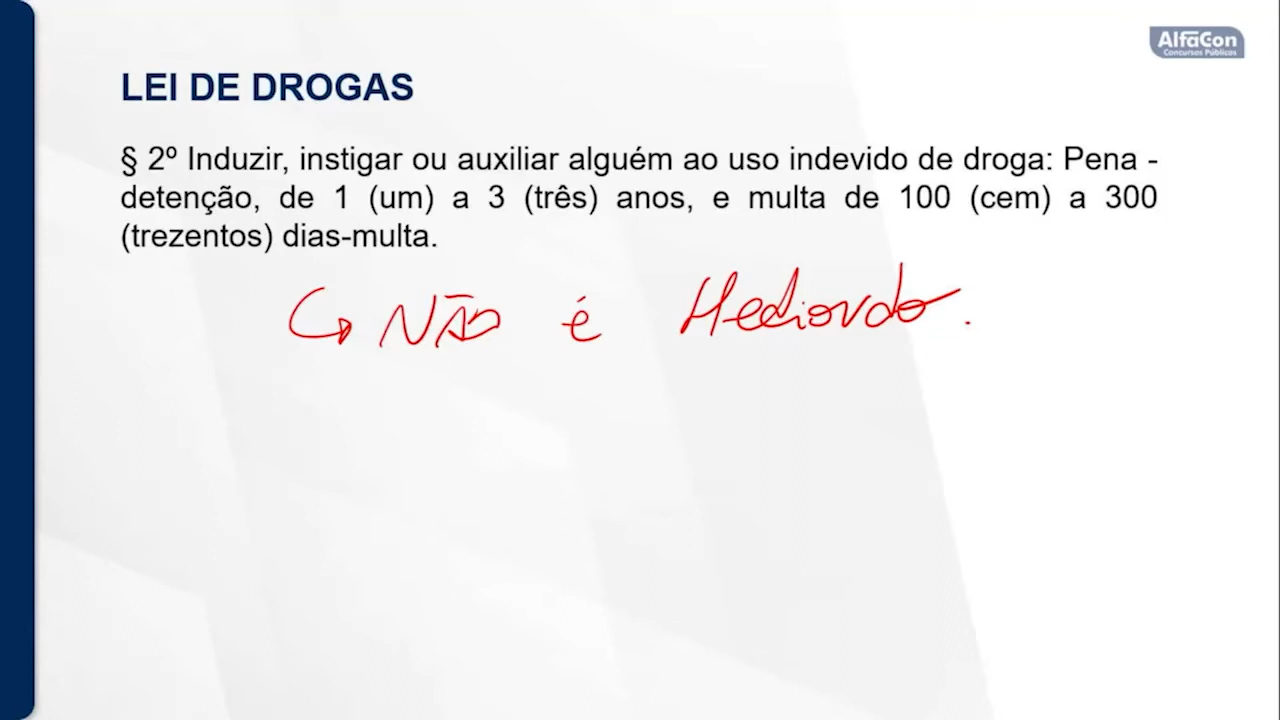 AlfaCon
Concursos Públicos
LEI DE DROGAS
§ 2º Induzir, instigar ou auxiliar alguém ao uso indevido de droga: Pena -
detenção, de 1 (um) a 3 (três) anos, e multa de 100 (cem) a 300
(trezentos) dias-multa.
↪ NÃO é Hediondo.